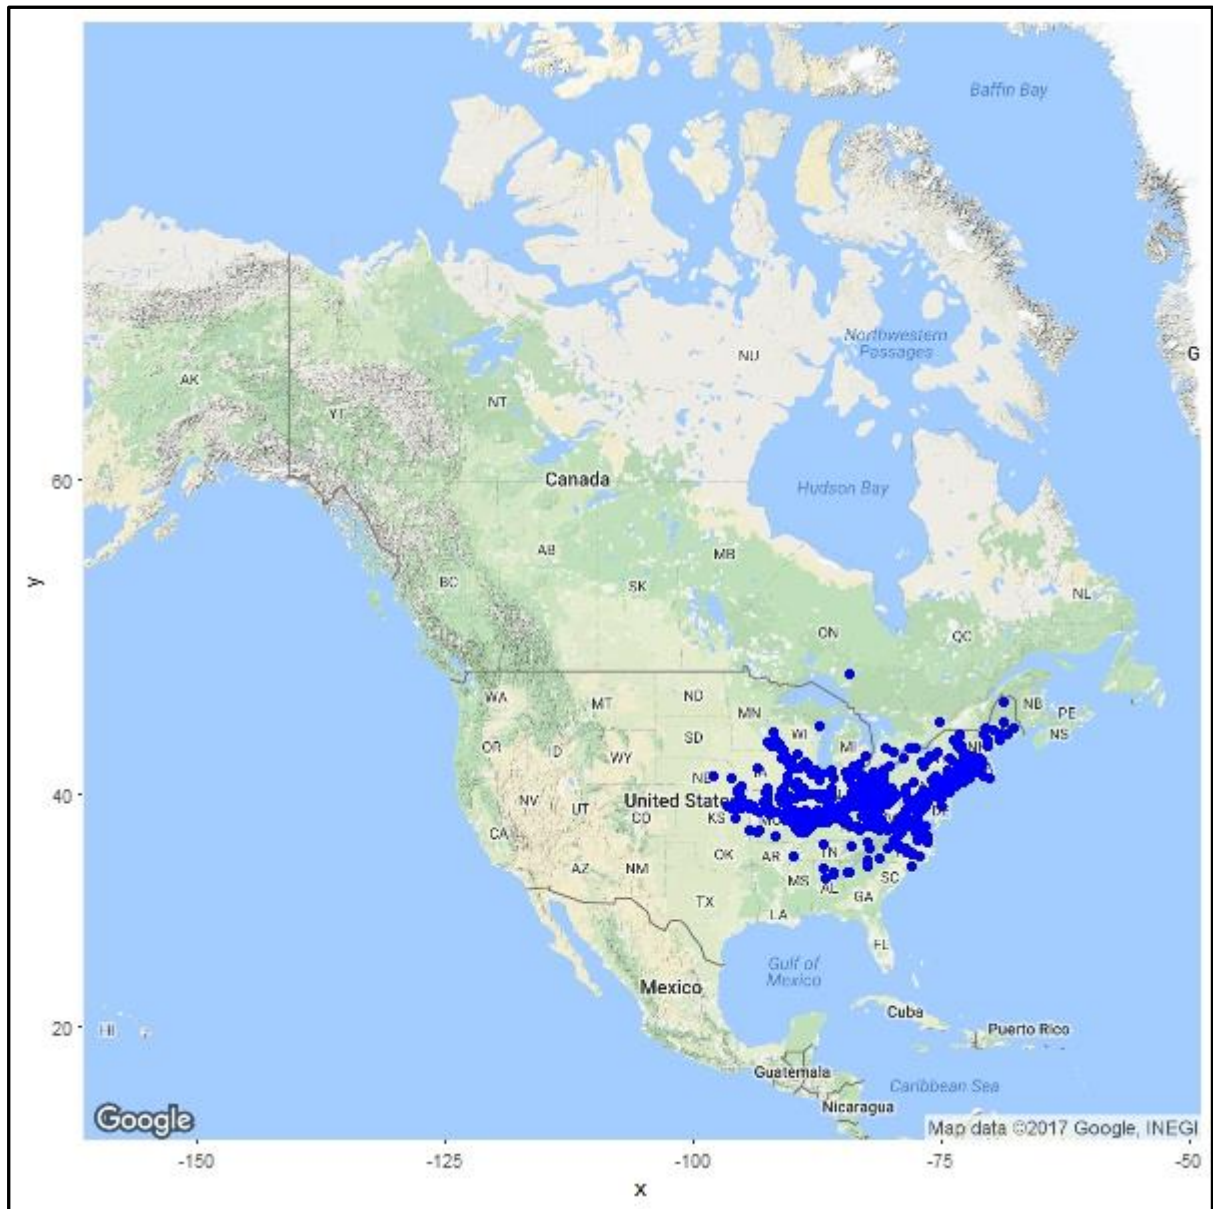 Baffin Bay
Northwestern
Passages
NU
G
AK
YT
NT
60
Canada
Hudson Bay
y
AB
MB
BC
SK
NL
ON
QC
WA
MT
ND
MN
NB
PE
NS
OR
ID
SD
WI
MI
WY
40
NV
UT
United State
CA
KS
AZ
NM
OK
AR
TN
MS
AL
SC
GA
TX
LA
FL
Gulf of
Mexico
Mexico
Cuba
20
HI
Puerto Rico
Guatemala
Caribbean Sea
Nicaragua
Google
Map data ©2017 Google, INEGI
-150
-125
-100
-75
-50
x